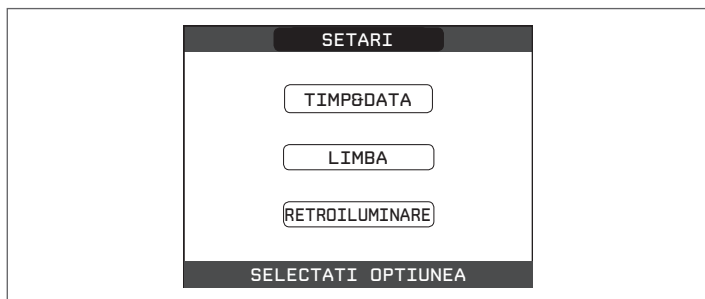 SETARI
TIMP&DATA
LIMBA
RETROILUMINARE
SELECTATI OPTIUNEA